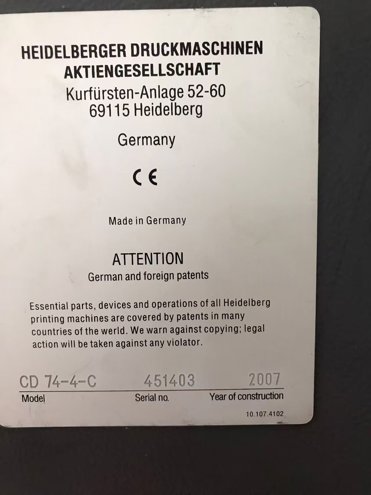 HEIDELBERGER DRUCKMASCHINEN
AKTIENGESELLSCHAFT
Kurfürsten-Anlage 52-60
69115 Heidelberg
Germany
CE
Made in Germany
ATTENTION
German and foreign patents
Essential parts, devices and operations of all Heidelberg
printing machines are covered by patents in many
countries of the world. We warn against copying; legal
action will be taken against any violator.
CD 74-4-C 451403 2007
Model Serial no. Year of construction
10.107.4102